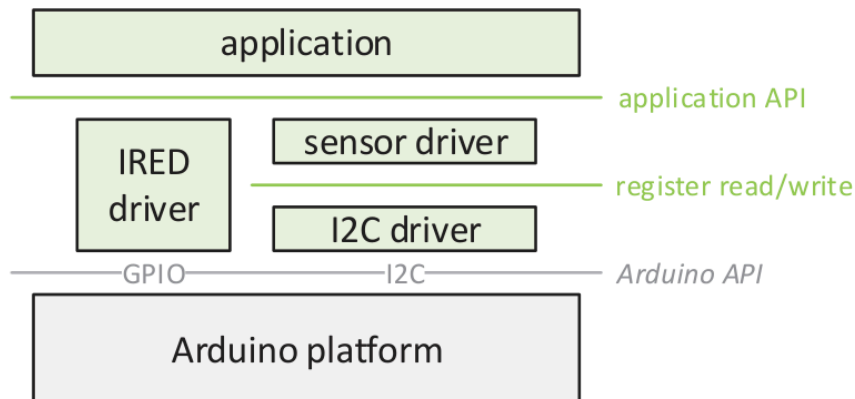 application
application API
IRED
driver
sensor driver
register read/write
I2C driver
GPIO
I2C
Arduino API
Arduino platform